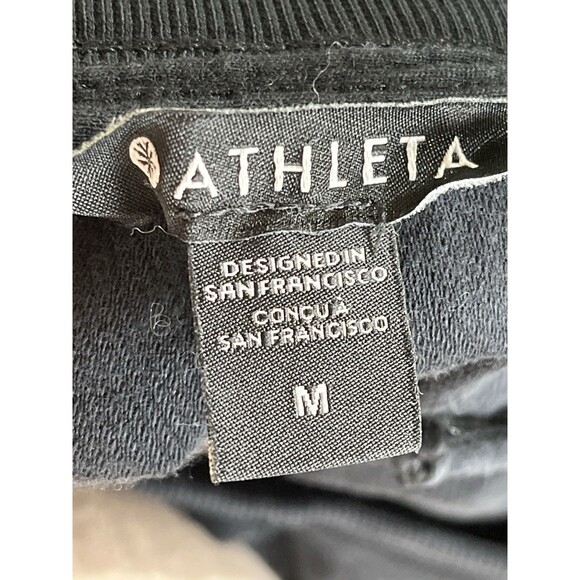 ATHLETA
DESIGNED IN
SAN FRANCISCO
CONÇU A
SAN FRANCISCO
M